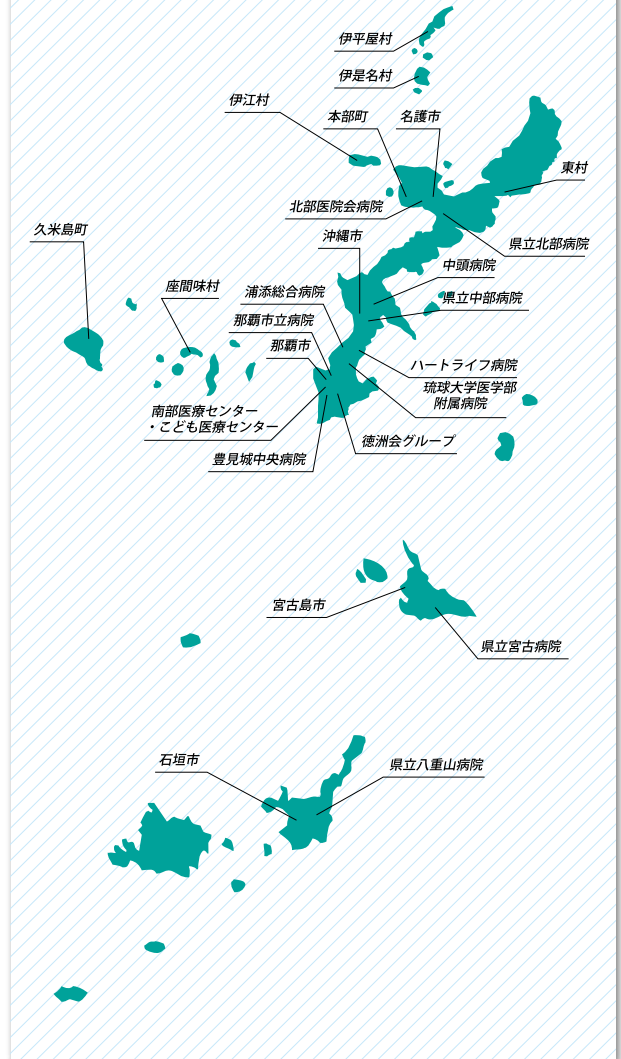 伊平屋村
伊是名村
伊江村
本部町
名護市
東村
北部医院会病院
久米島町
沖縄市
県立北部病院
中頭病院
座間味村
浦添総合病院
県立中部病院
那覇市立病院
那覇市
ハートライフ病院
琉球大学医学部
附属病院
南部医療センター
・こども医療センター
徳洲会グループ
豊見城中央病院
宮古島市
県立宮古病院
石垣市
県立八重山病院